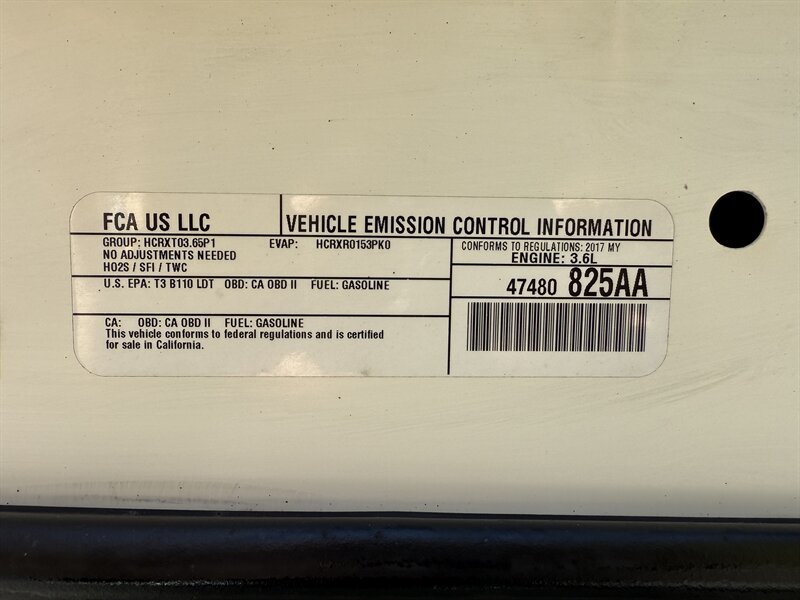 FCA US LLC
VEHICLE EMISSION CONTROL INFORMATION
GROUP: HCRXT03.65P1 EVAP: HCRXR0153PK0
NO ADJUSTMENTS NEEDED
HO2S / SFI / TWC
CONFORMS TO REGULATIONS: 2017 MY
ENGINE: 3.6L
U.S. EPA: T3 B110 LDT OBD: CA OBD II FUEL: GASOLINE
47480 825AA
CA: OBD: CA OBD II FUEL: GASOLINE
This vehicle conforms to federal regulations and is certified
for sale in California.